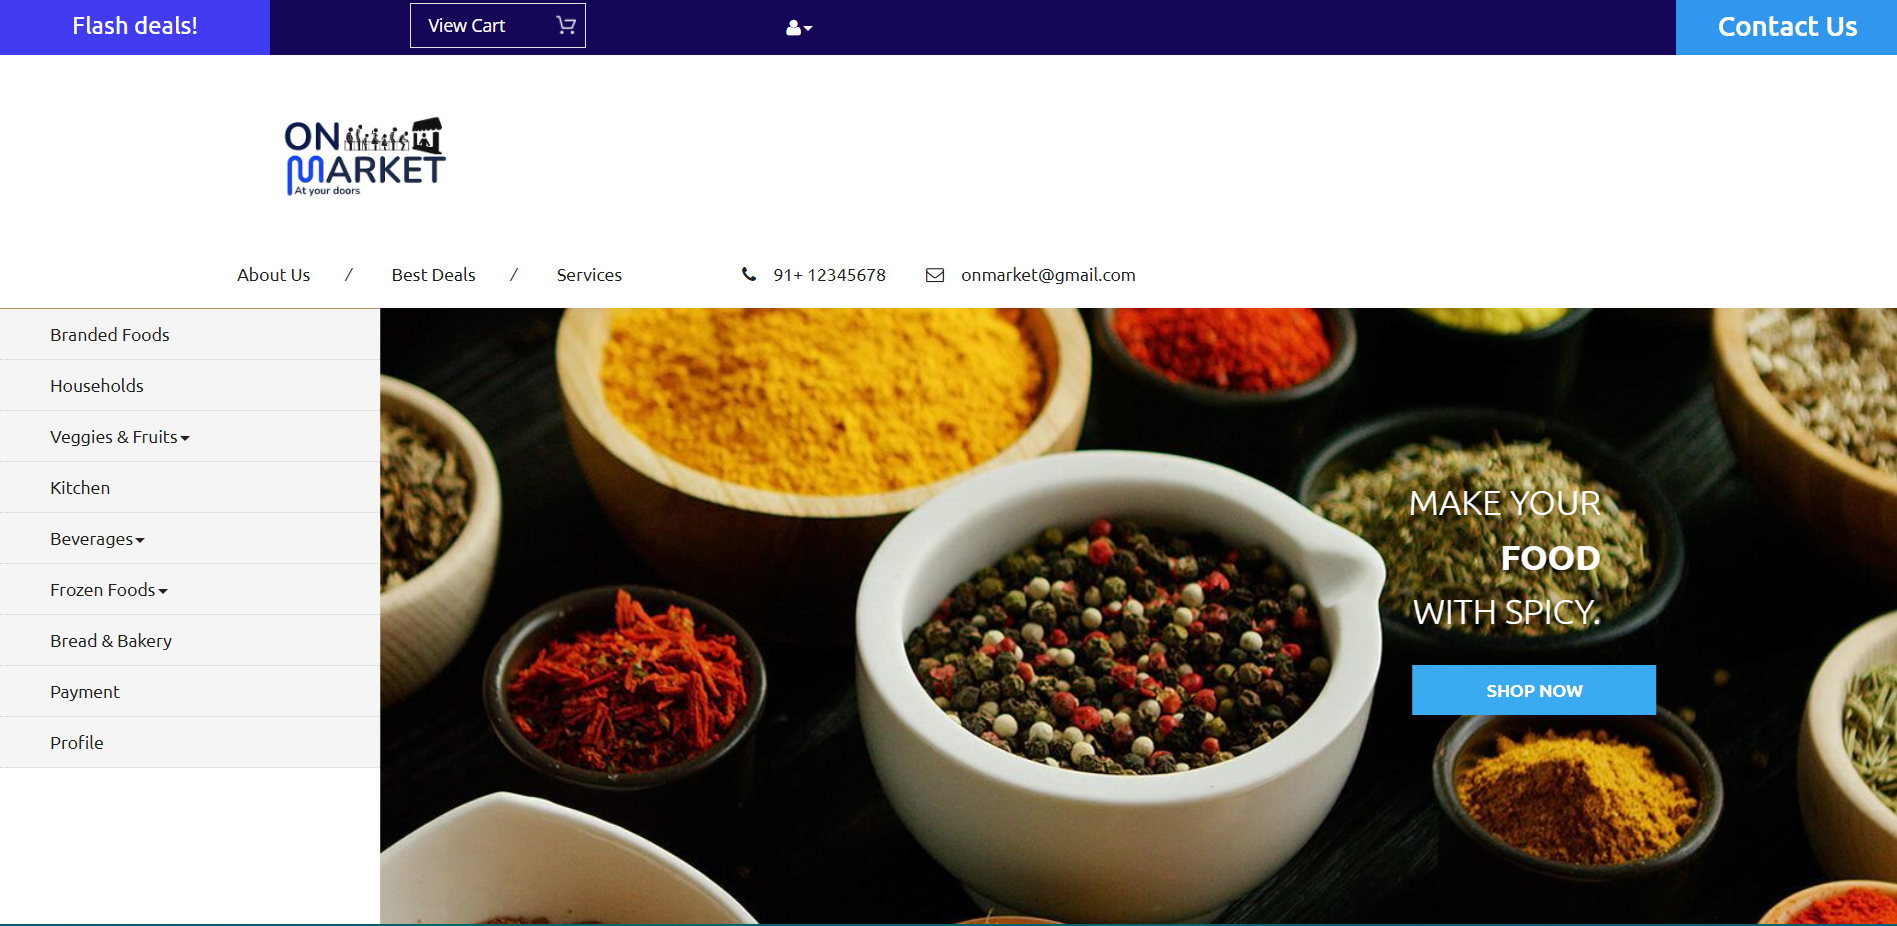 Flash deals!
View Cart
Contact Us
ON
MARKET
At your doors
About Us / Best Deals / Services 91+ 12345678 onmarket@gmail.com
Branded Foods
Households
Veggies & Fruits
Kitchen
Beverages
Frozen Foods
Bread & Bakery
Payment
Profile
MAKE YOUR
FOOD
WITH SPICY.
SHOP NOW